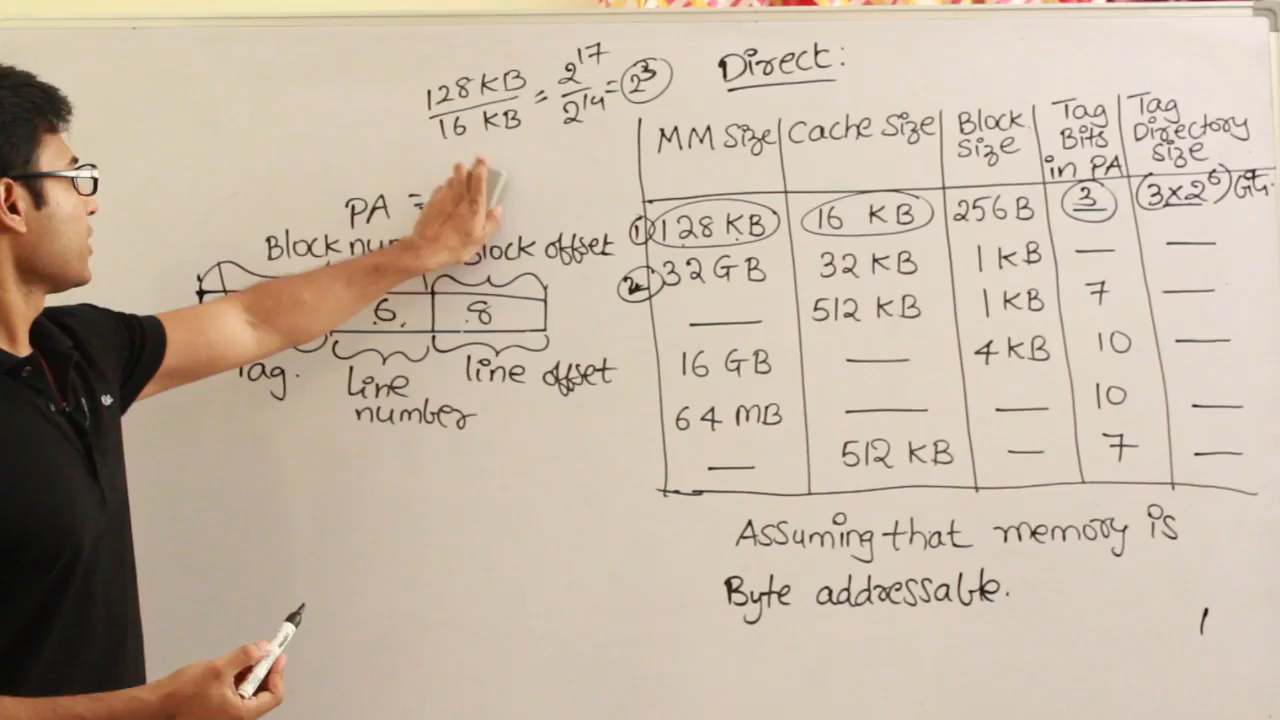 128 KB / 16 KB = 2^17 / 2^14 = 2^3
Direct:
PA =
Block offset
6 8
Line number
line offset
MM Size | Cache Size | Block Size | Tag Bits in PA | Tag Directory Size
1 128 KB | 16 KB | 256 B | 3 | (3×2^6)
2 32 GB | 32 KB | 1 KB | — | —
— | 512 KB | 1 KB | 7 | —
16 GB | — | 4 KB | 10 | —
64 MB | — | — | 10 | —
— | 512 KB | — | 7 | —
Assuming that memory is
Byte addressable.